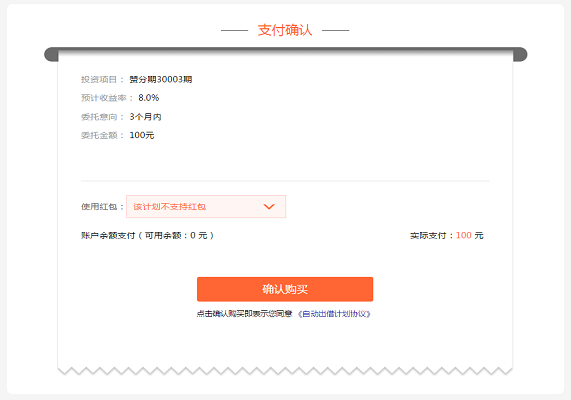 支付确认
投资项目： 赞分期30003期
预计收益率： 8.0%
委托意向： 3个月内
委托金额： 100元
使用红包： 该计划不支持红包
账户余额支付（可用余额：0 元） 实际支付：100 元
确认购买
点击确认购买即表示您同意 《自动出借计划协议》